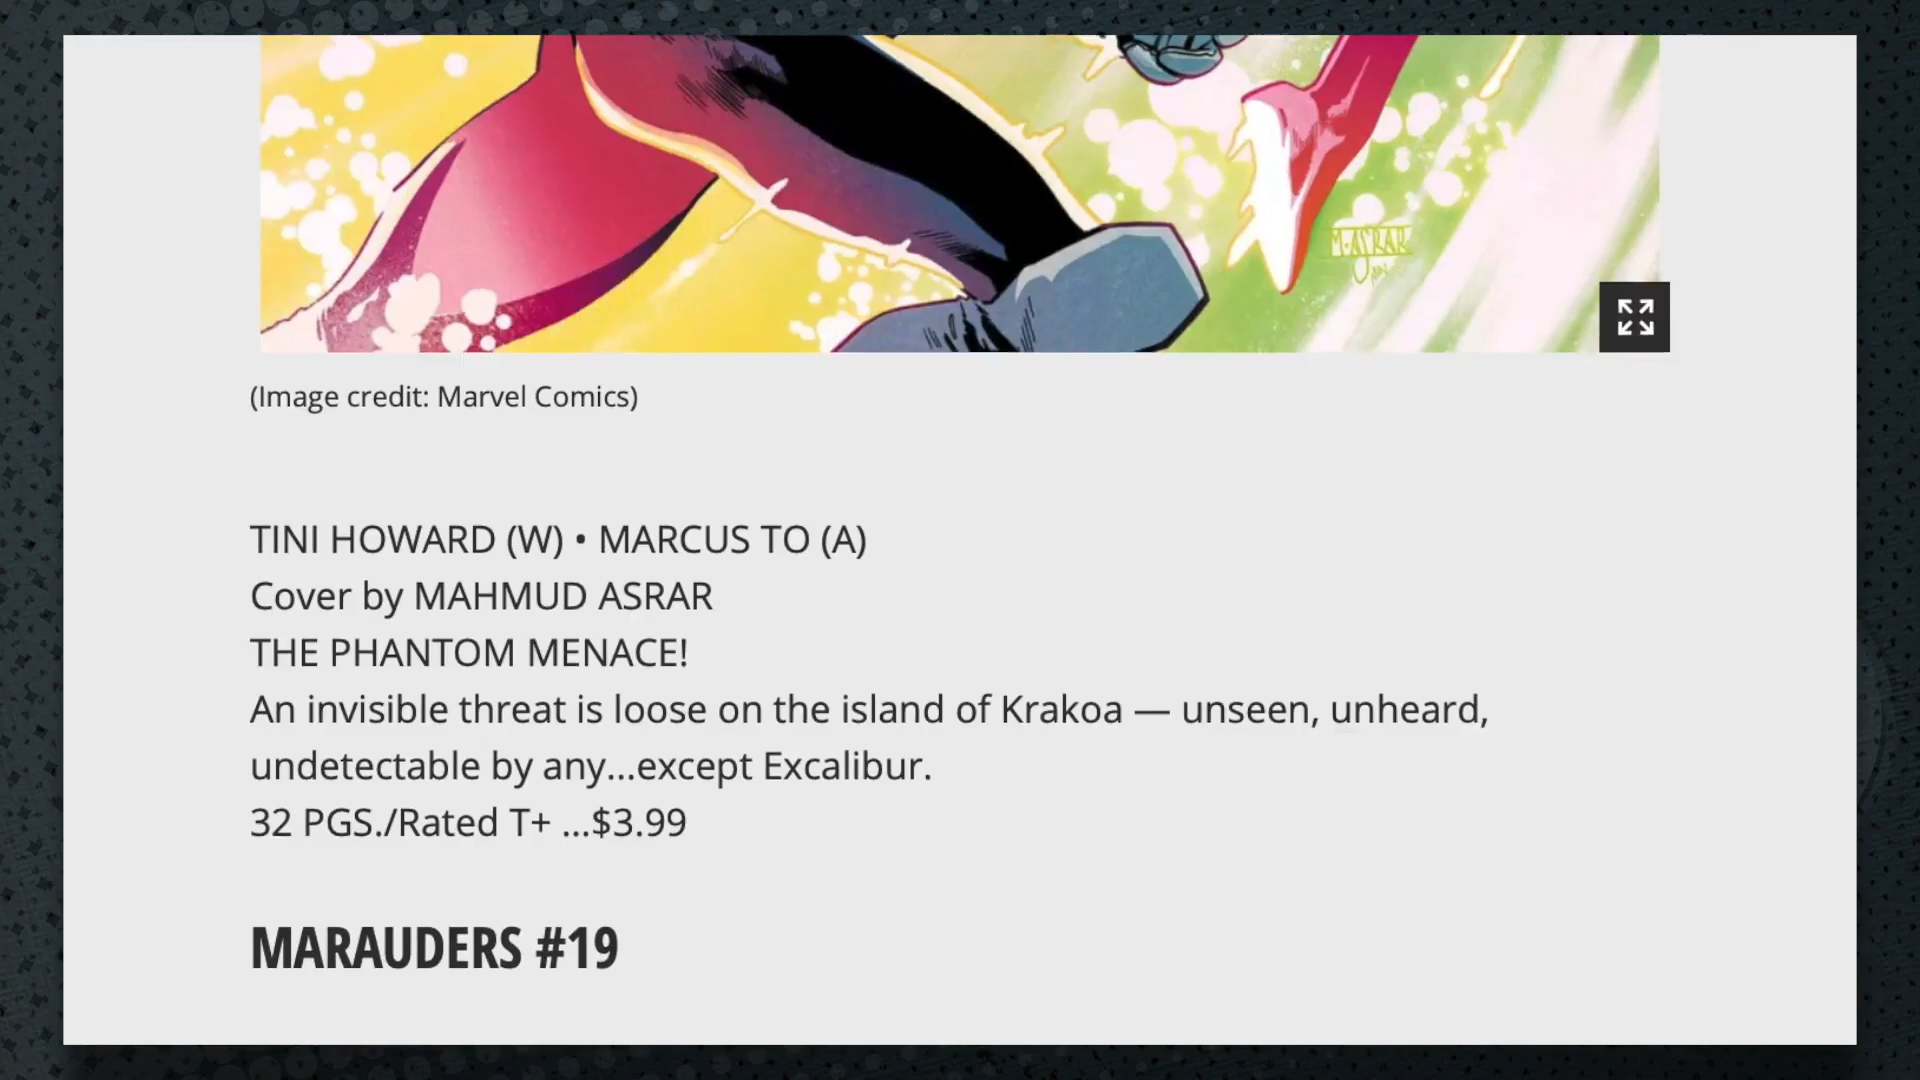 M·ASRAR
(Image credit: Marvel Comics)
TINI HOWARD (W) • MARCUS TO (A)
Cover by MAHMUD ASRAR
THE PHANTOM MENACE!
An invisible threat is loose on the island of Krakoa — unseen, unheard,
undetectable by any...except Excalibur.
32 PGS./Rated T+ ...$3.99
MARAUDERS #19